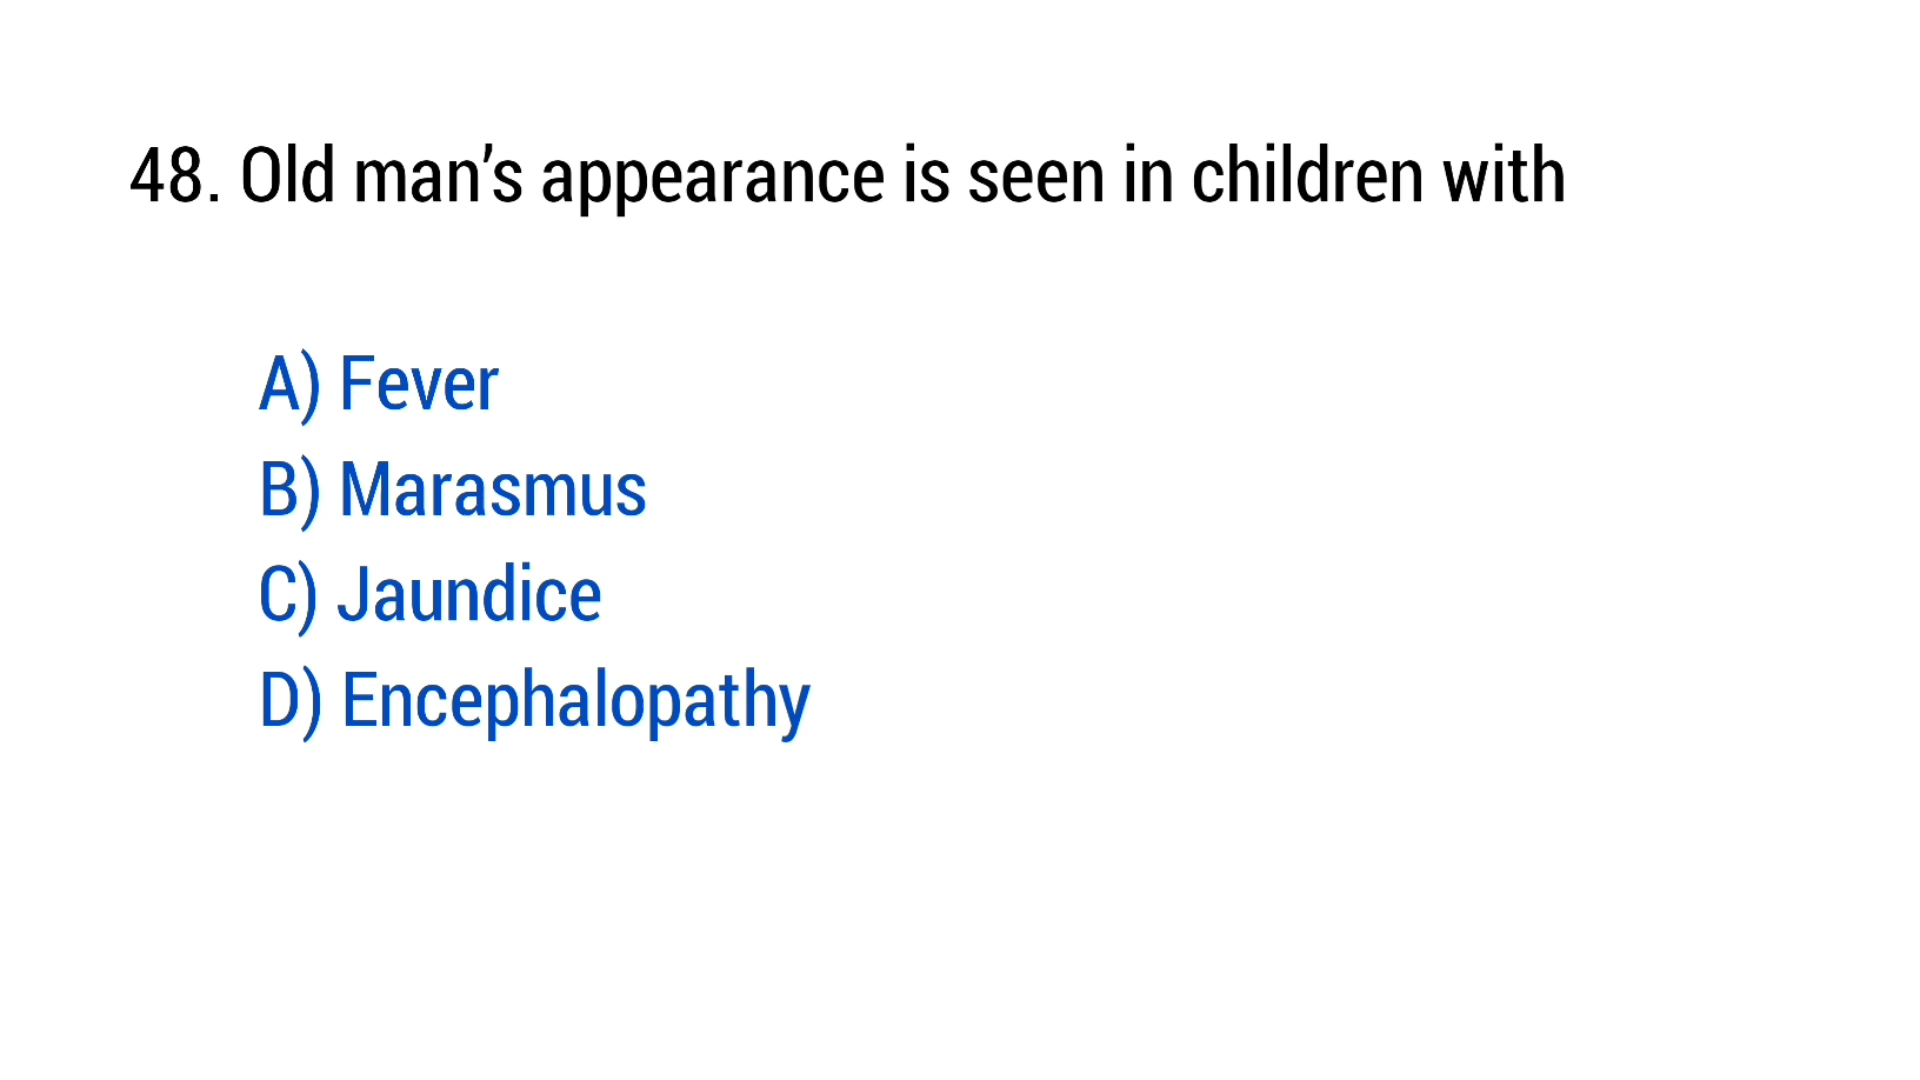 48. Old man’s appearance is seen in children with
A) Fever
B) Marasmus
C) Jaundice
D) Encephalopathy